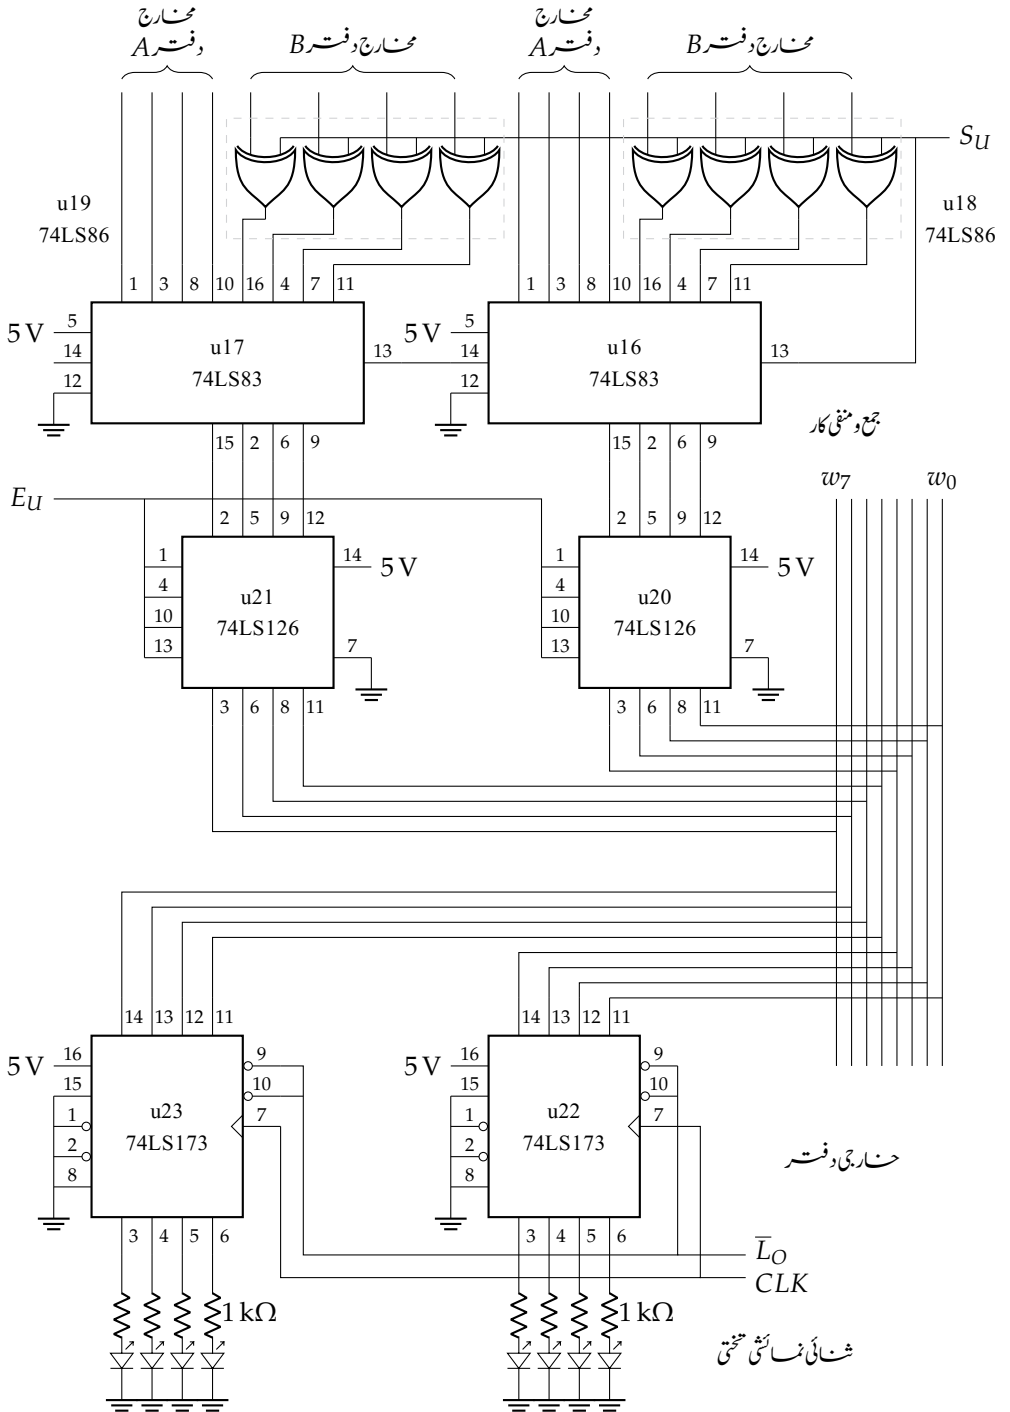 مخارج
دفتر A
مخارج دفتر B
مخارج
دفتر A
مخارج دفتر B
S_U
u19
74LS86
u18
74LS86
1 3 8 10 16 4 7 11
1 3 8 10 16 4 7 11
5 V 5
14
12
u17
74LS83
13
5 V 5
14
12
u16
74LS83
13
جمع و منفی کار
15 2 6 9
15 2 6 9
w_7 w_0
E_U
2 5 9 12
2 5 9 12
1
4
10
13
u21
74LS126
14 5 V
7
1
4
10
13
u20
74LS126
14 5 V
7
3 6 8 11
3 6 8 11
14 13 12 11
14 13 12 11
5 V 16
15
1
2
8
u23
74LS173
9
10
7
5 V 16
15
1
2
8
u22
74LS173
9
10
7
خارجی دفتر
3 4 5 6
3 4 5 6
L̅_O
CLK
1 kΩ
1 kΩ
ثنائی نمائشی تختی